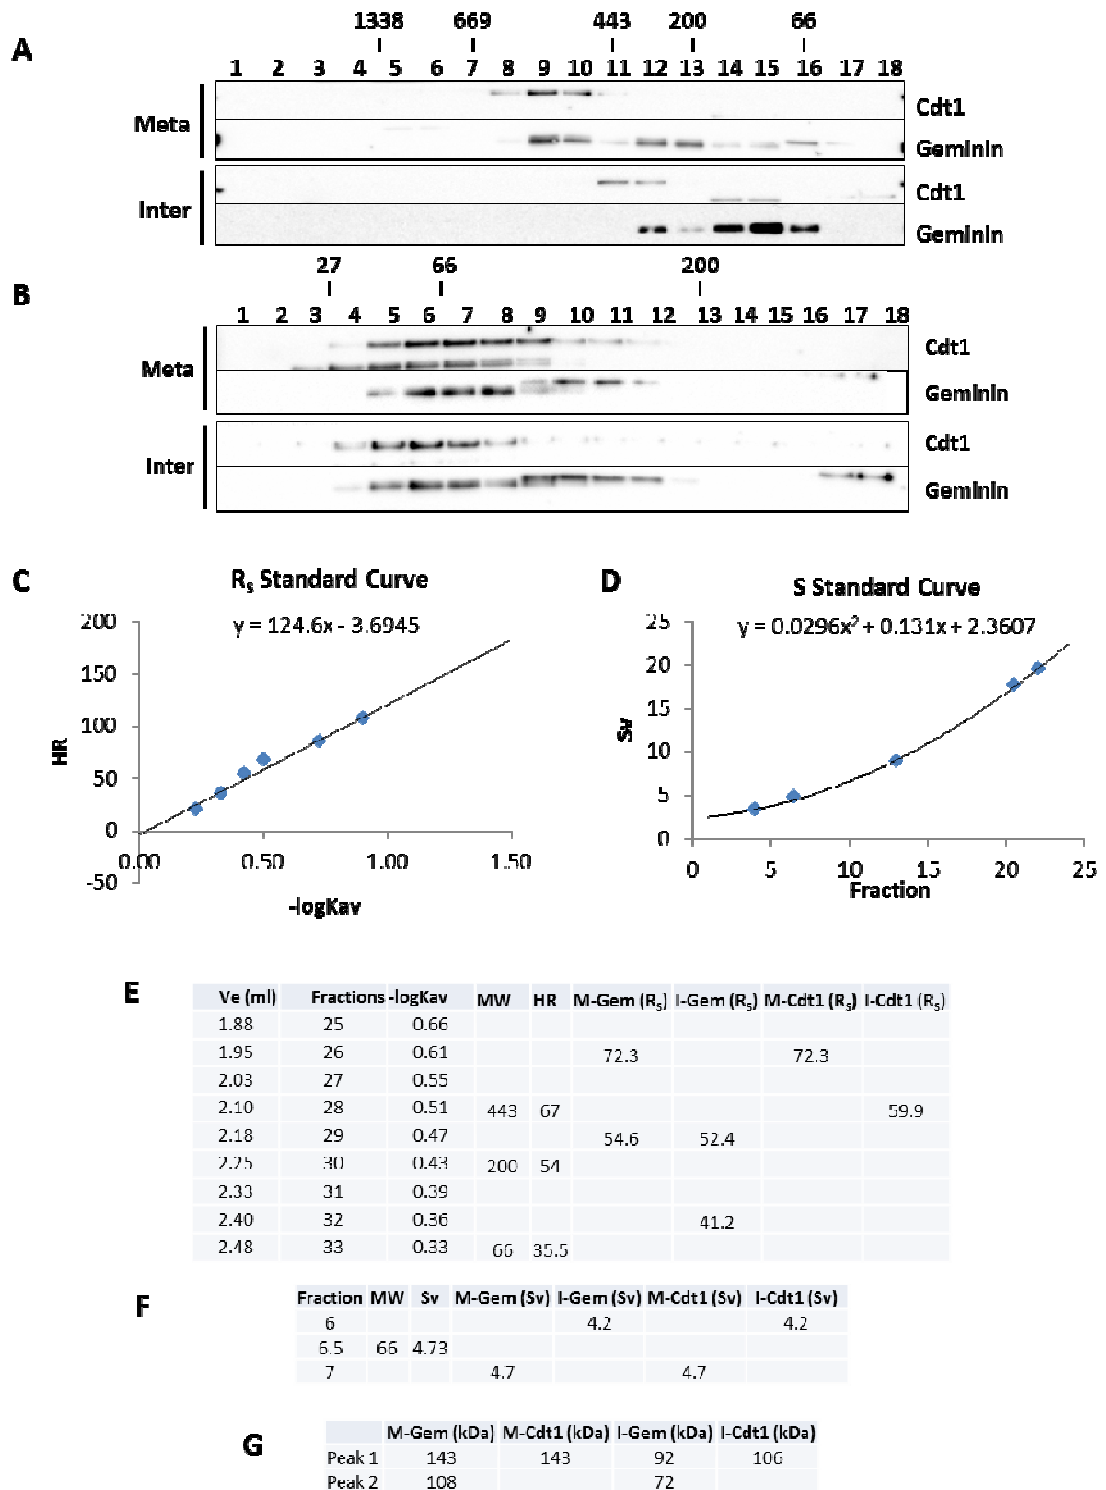 A
1338 669 443 200 66
1 2 3 4 5 6 7 8 9 10 11 12 13 14 15 16 17 18
Meta
Cdt1
Geminin
Inter
Cdt1
Geminin
B
27 66 200
1 2 3 4 5 6 7 8 9 10 11 12 13 14 15 16 17 18
Meta
Cdt1
Geminin
Inter
Cdt1
Geminin
C
Rs Standard Curve
y = 124.6x - 3.6945
200
150
100
50
0
-50
HR
0.00 0.50 1.00 1.50
-logKav
D
S Standard Curve
y = 0.0296x² + 0.131x + 2.3607
25
20
15
10
5
0
Sv
0 5 10 15 20 25
Fraction
E
Ve (ml) Fractions -logKav MW HR M-Gem (Rs) I-Gem (Rs) M-Cdt1 (Rs) I-Cdt1 (Rs)
1.88 25 0.66
1.95 26 0.61 72.3 72.3
2.03 27 0.55
2.10 28 0.51 443 67 59.9
2.18 29 0.47 54.6 52.4
2.25 30 0.43 200 54
2.33 31 0.39
2.40 32 0.36 41.2
2.48 33 0.33 66 35.5
F
Fraction MW Sv M-Gem (Sv) I-Gem (Sv) M-Cdt1 (Sv) I-Cdt1 (Sv)
6 4.2 4.2
6.5 66 4.73
7 4.7 4.7
G
M-Gem (kDa) M-Cdt1 (kDa) I-Gem (kDa) I-Cdt1 (kDa)
Peak 1 143 143 92 106
Peak 2 108 72